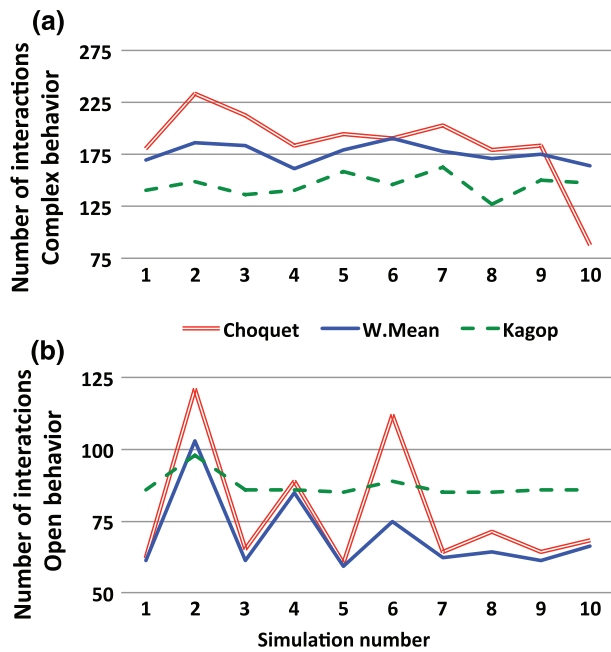 (a)
Number of interactions
Complex behavior
275
225
175
125
75
1 2 3 4 5 6 7 8 9 10
Choquet W.Mean Kagop
(b)
Number of interatcions
Open behavior
125
100
75
50
1 2 3 4 5 6 7 8 9 10
Simulation number